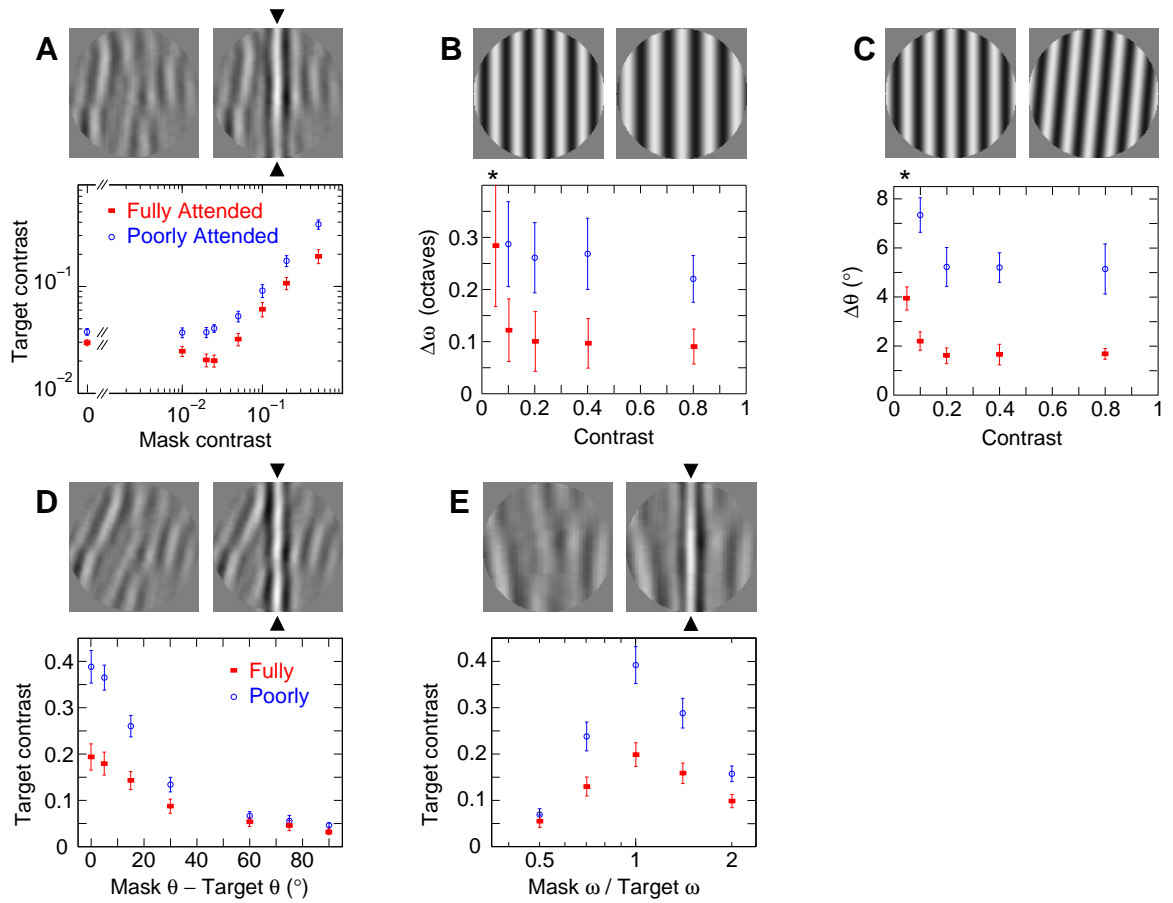 A
Fully Attended
Poorly Attended
Target contrast
10⁻¹
10⁻²
0
10⁻²
10⁻¹
Mask contrast
B
*
Δω (octaves)
0.3
0.2
0.1
0
0
0.2
0.4
0.6
0.8
1
Contrast
C
*
Δθ (°)
8
6
4
2
0
0
0.2
0.4
0.6
0.8
1
Contrast
D
Fully
Poorly
Target contrast
0.4
0.3
0.2
0.1
0
0
20
40
60
80
Mask θ – Target θ (°)
E
Target contrast
0.4
0.3
0.2
0.1
0
0.5
1
2
Mask ω / Target ω